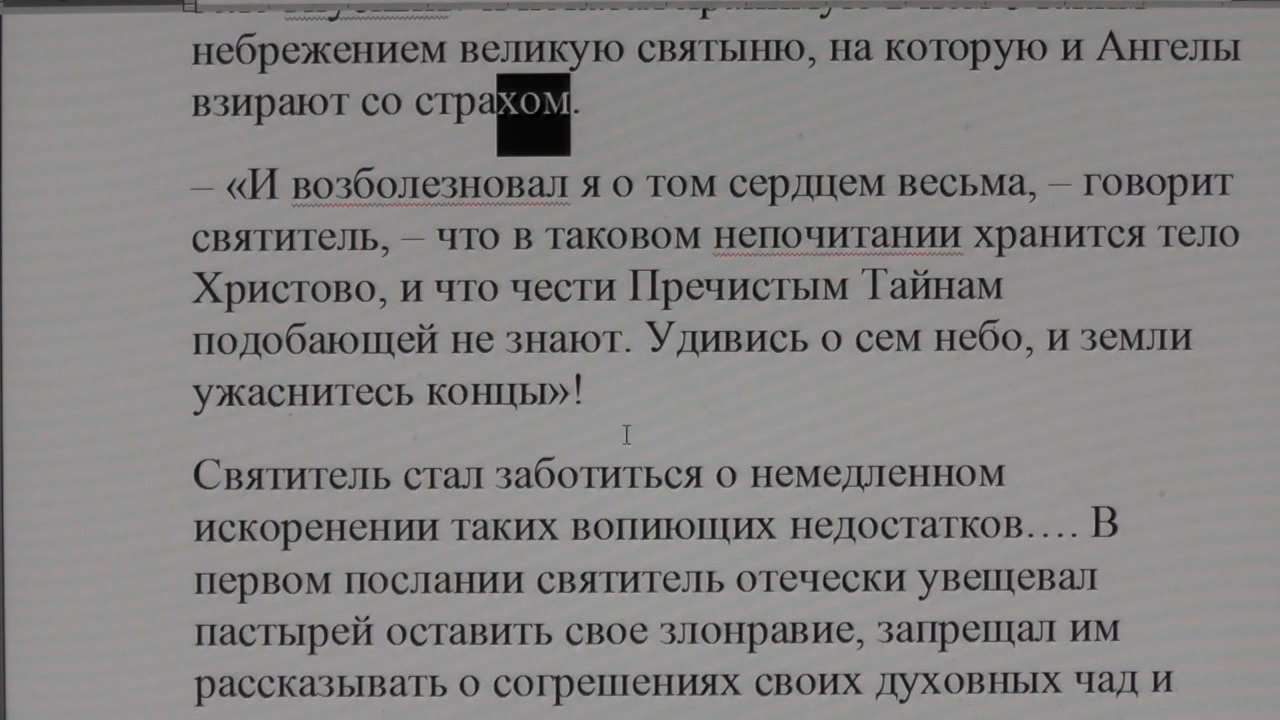 небрежением великую святыню, на которую и Ангелы
взирают со страхом.
– «И возболезновал я о том сердцем весьма, – говорит
святитель, – что в таковом непочитании хранится тело
Христово, и что чести Пречистым Тайнам
подобающей не знают. Удивись о сем небо, и земли
ужаснитесь концы»!
Святитель стал заботиться о немедленном
искоренении таких вопиющих недостатков…. В
первом послании святитель отечески увещевал
пастырей оставить свое злонравие, запрещал им
рассказывать о согрешениях своих духовных чад и